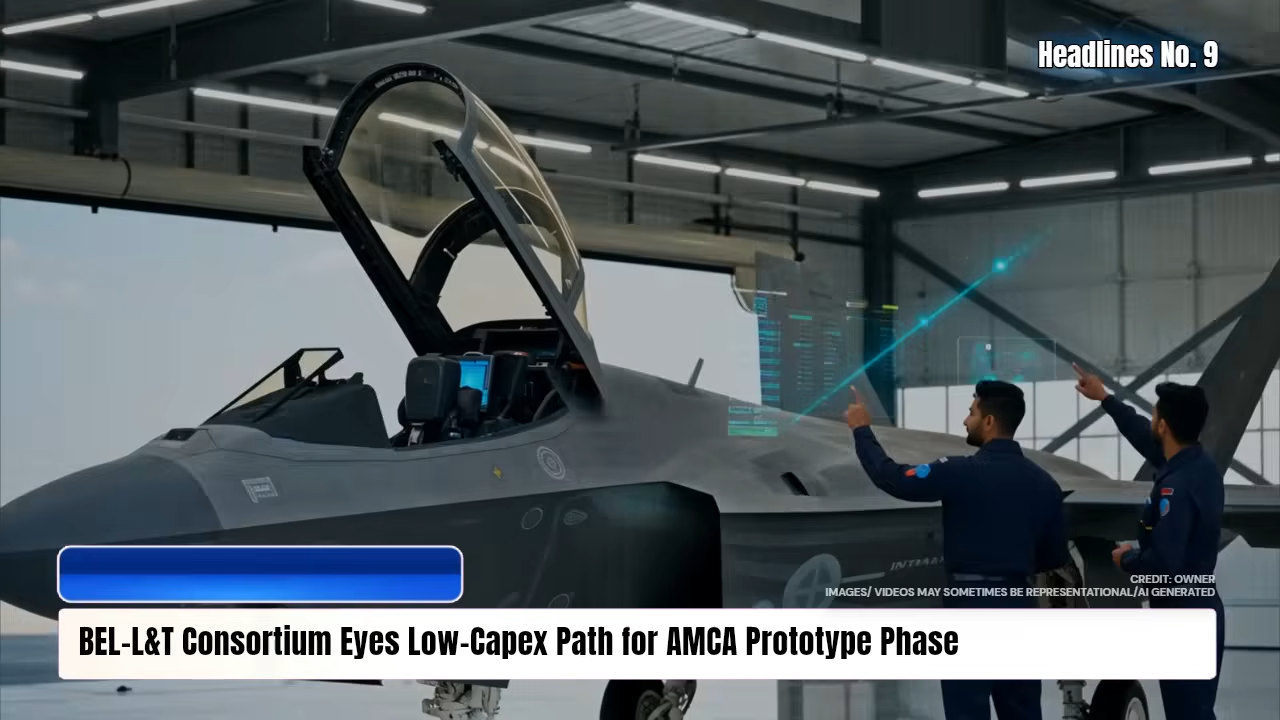 Headlines No. 9
CREDIT: OWNER
IMAGES/ VIDEOS MAY SOMETIMES BE REPRESENTATIONAL/AI GENERATED
BEL-L&T Consortium Eyes Low-Capex Path for AMCA Prototype Phase